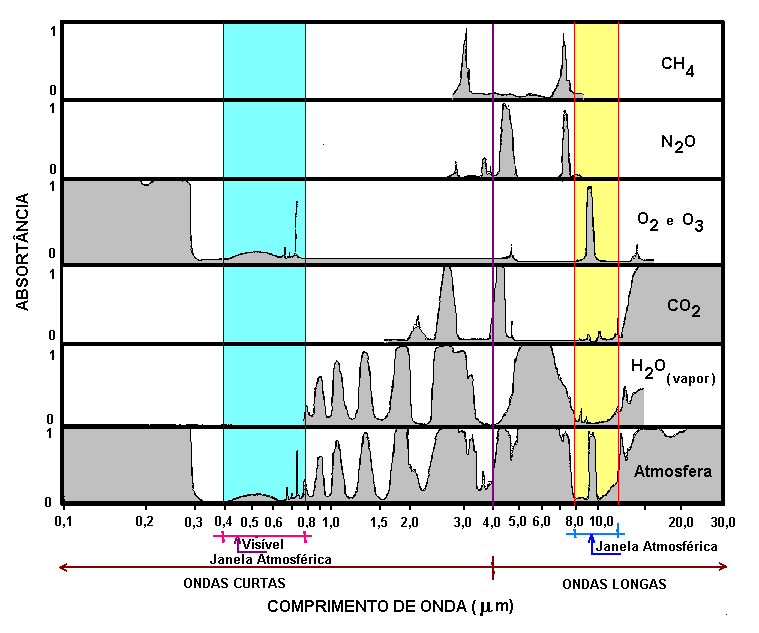 ABSORTÂNCIA
1
CH4
0
1
N2O
0
1
O2 e O3
0
1
CO2
0
1
H2O (vapor)
0
1
Atmosfera
0
0,1 0,2 0,3 0,4 0,5 0,6 0,8 1,0 1,5 2,0 3,0 4,0 5,0 6,0 8,0 10,0 20,0 30,0
Visível
Janela Atmosférica
Janela Atmosférica
ONDAS CURTAS
ONDAS LONGAS
COMPRIMENTO DE ONDA ( μm)